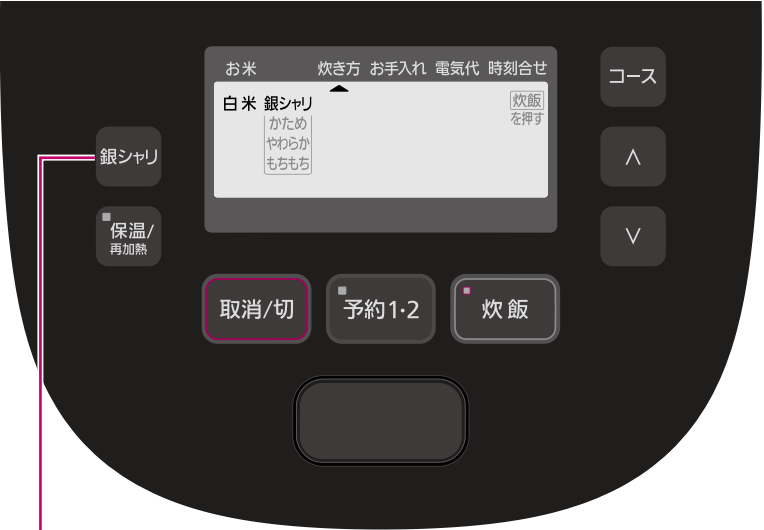 お米 炊き方 お手入れ 電気代 時刻合せ
白米 銀シャリ
かため
やわらか
もちもち
炊飯
を押す
コース
銀シャリ
∧
保温/
再加熱
∨
取消/切
予約1・2
炊飯